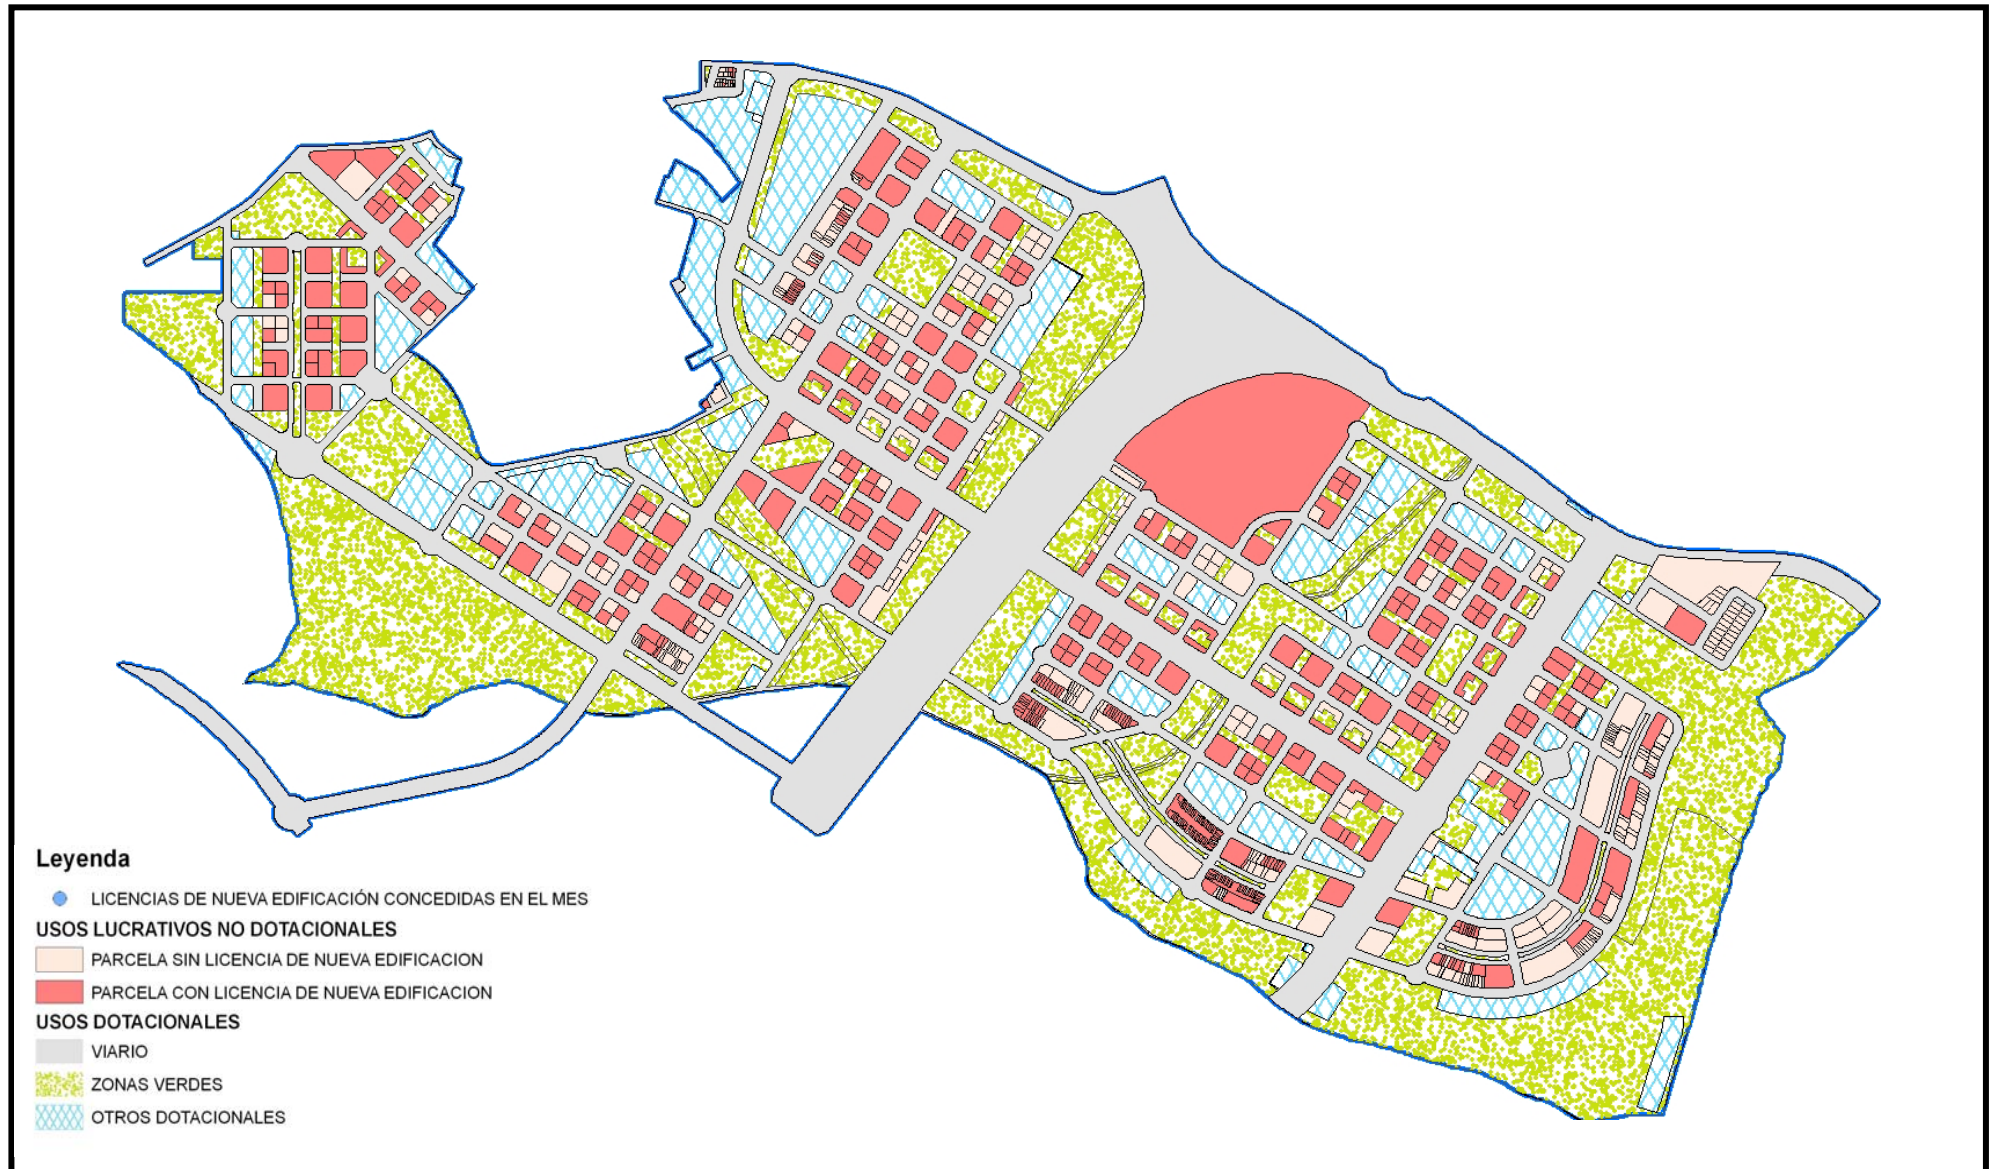 Leyenda
LICENCIAS DE NUEVA EDIFICACIÓN CONCEDIDAS EN EL MES
USOS LUCRATIVOS NO DOTACIONALES
PARCELA SIN LICENCIA DE NUEVA EDIFICACION
PARCELA CON LICENCIA DE NUEVA EDIFICACION
USOS DOTACIONALES
VIARIO
ZONAS VERDES
OTROS DOTACIONALES